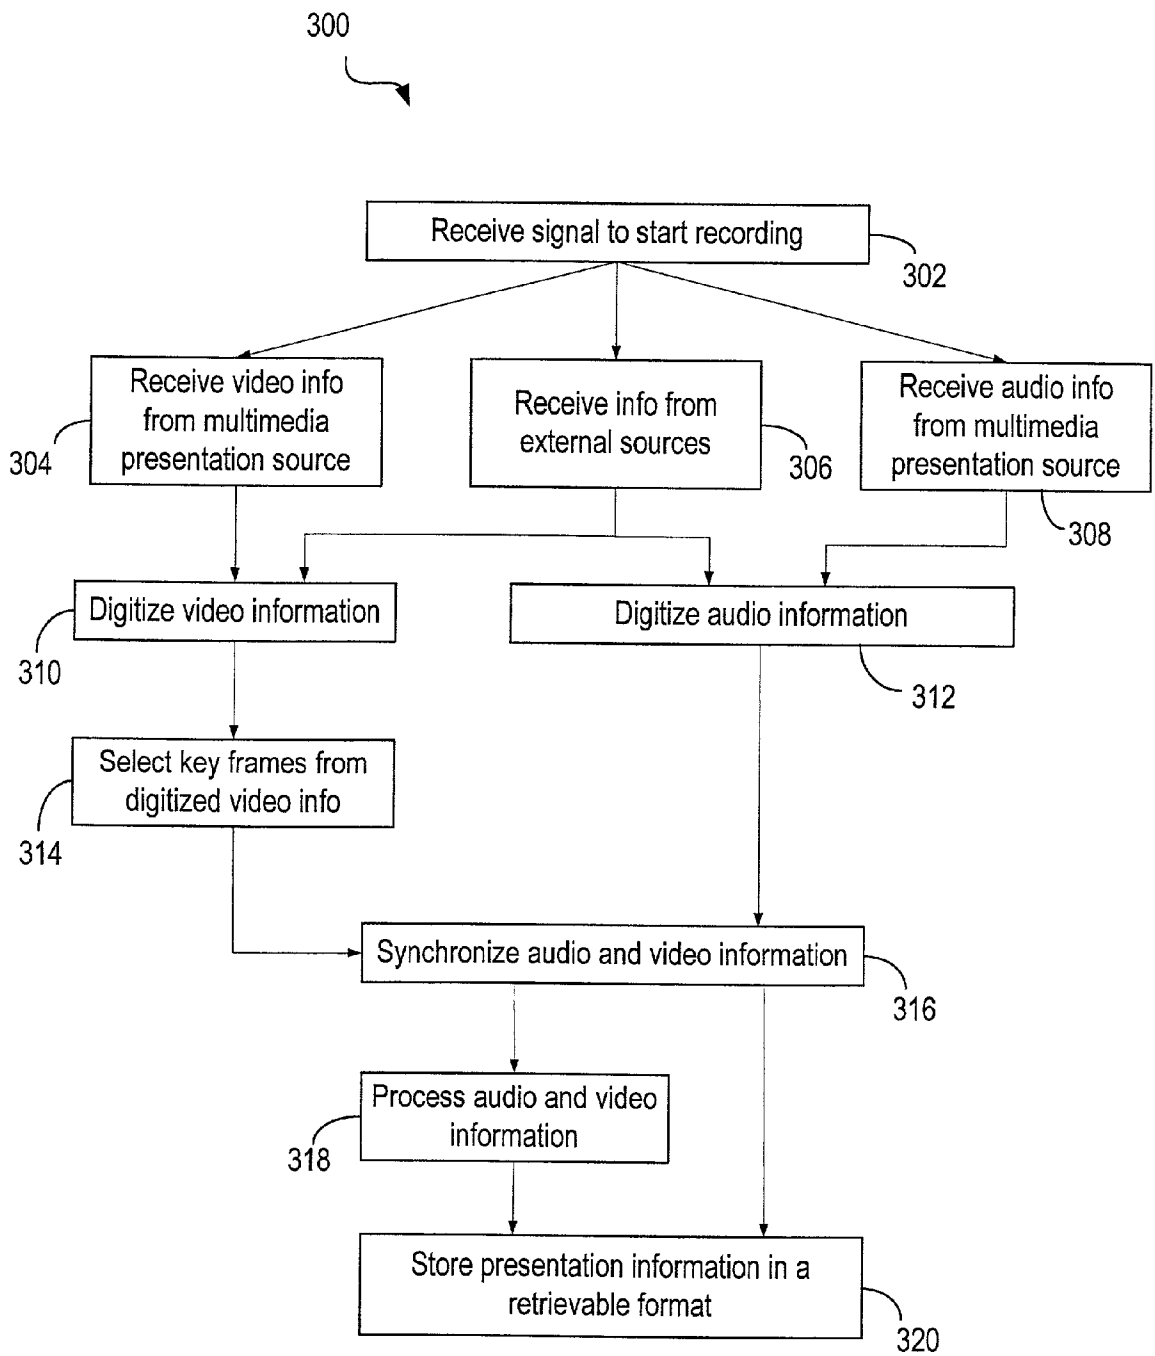 300
Receive signal to start recording
302
Receive video info
from multimedia
presentation source
304
Receive info from
external sources
306
Receive audio info
from multimedia
presentation source
308
Digitize video information
310
Digitize audio information
312
Select key frames from
digitized video info
314
Synchronize audio and video information
316
Process audio and video
information
318
Store presentation information in a
retrievable format
320